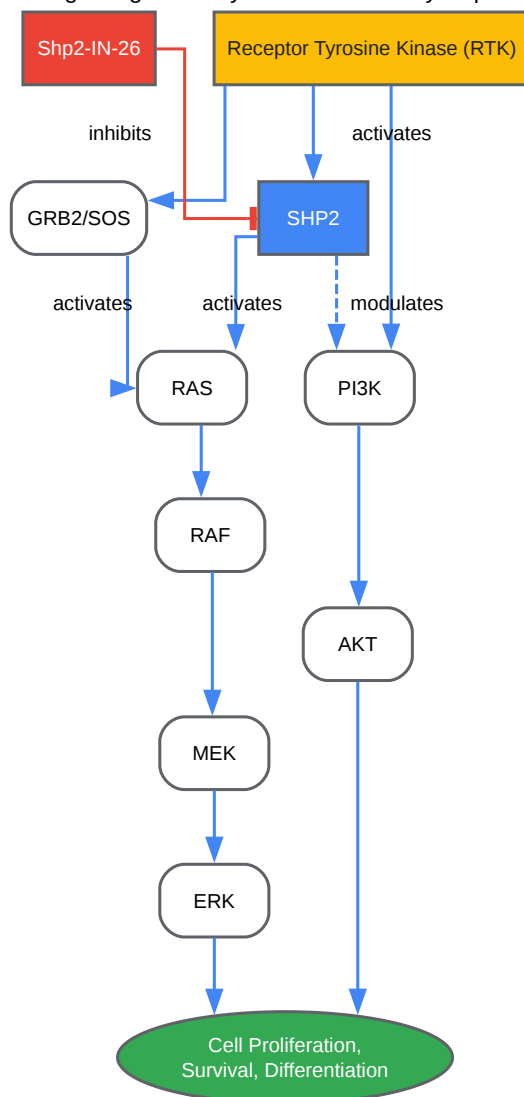 Shp2-IN-26
Receptor Tyrosine Kinase (RTK)
inhibits
activates
GRB2/SOS
SHP2
activates
activates
modulates
RAS
PI3K
RAF
AKT
MEK
ERK
Cell Proliferation,
Survival, Differentiation